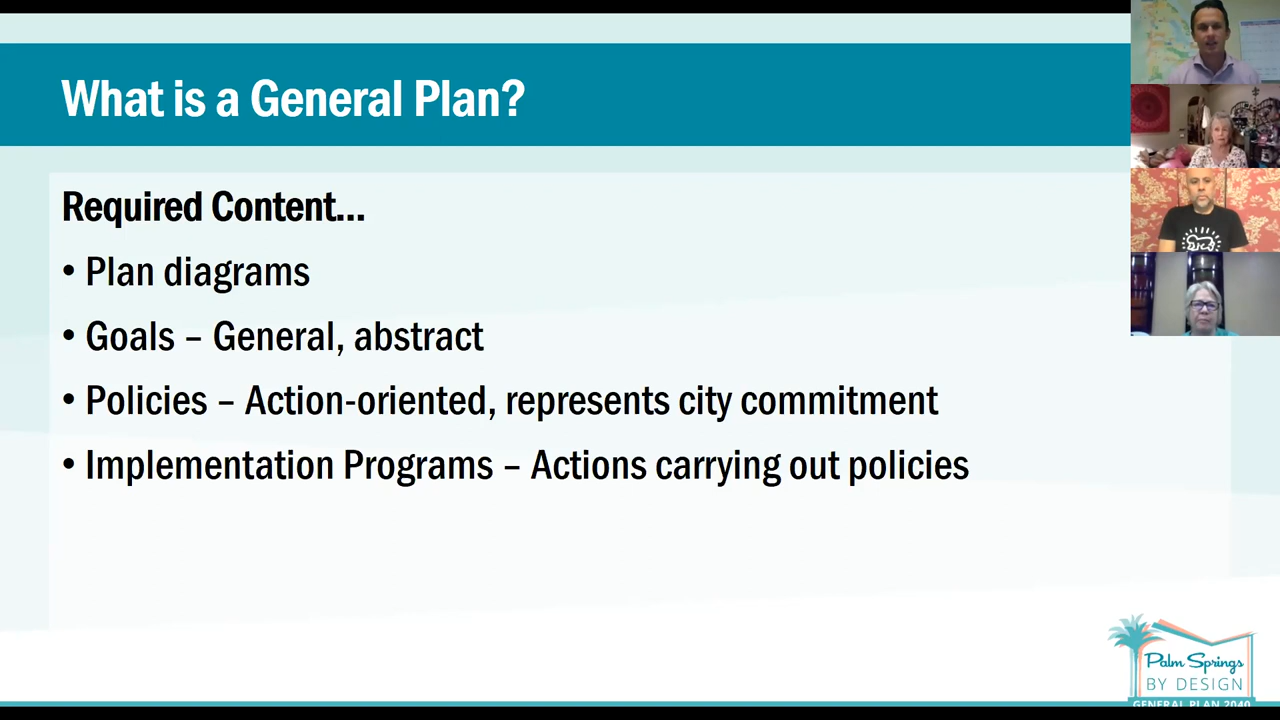 What is a General Plan?
Required Content...
• Plan diagrams
• Goals – General, abstract
• Policies – Action-oriented, represents city commitment
• Implementation Programs – Actions carrying out policies
Palm Springs
BY DESIGN
GENERAL PLAN 2040